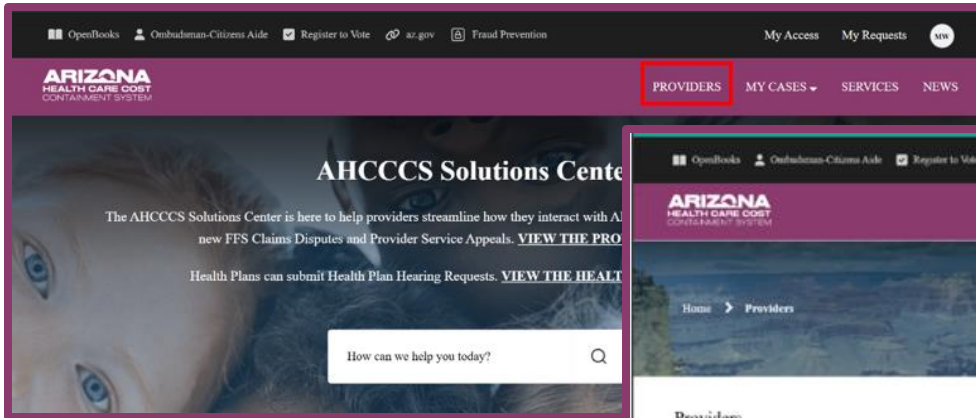 OpenBooks Ombudsman-Citizens Aide Register to Vote az.gov Fraud Prevention My Access My Requests MW
ARIZONA
HEALTH CARE COST
CONTAINMENT SYSTEM
PROVIDERS MY CASES SERVICES NEWS
AHCCCS Solutions Cente
The AHCCCS Solutions Center is here to help providers streamline how they interact with A
new FFS Claims Disputes and Provider Service Appeals. VIEW THE PRO
Health Plans can submit Health Plan Hearing Requests. VIEW THE HEALT
How can we help you today?
OpenBooks Ombudsman-Citizens Aide Register to Vote
ARIZONA
HEALTH CARE COST
CONTAINMENT SYSTEM
Home Providers
Providers